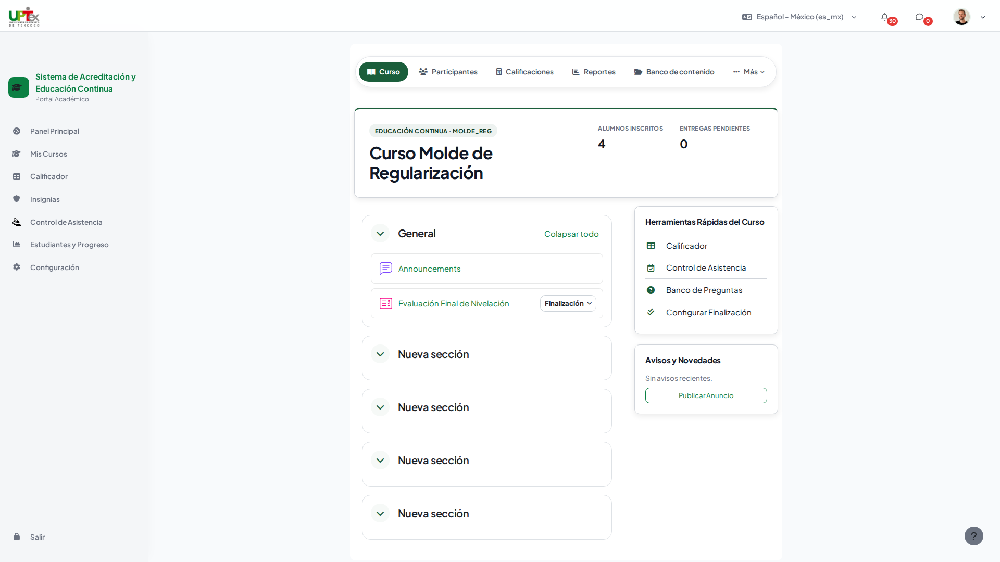 UPTex
UNIVERSIDAD POLITÉCNICA
DE TEXCOCO
Español - México (es_mx)
30
0
Sistema de Acreditación y
Educación Continua
Portal Académico
Panel Principal
Mis Cursos
Calificador
Insignias
Control de Asistencia
Estudiantes y Progreso
Configuración
Salir
Curso
Participantes
Calificaciones
Reportes
Banco de contenido
Más
EDUCACIÓN CONTINUA · MOLDE_REG
Curso Molde de
Regularización
ALUMNOS INSCRITOS
4
ENTREGAS PENDIENTES
0
General
Colapsar todo
Announcements
Evaluación Final de Nivelación
Finalización
Nueva sección
Nueva sección
Nueva sección
Nueva sección
Herramientas Rápidas del Curso
Calificador
Control de Asistencia
Banco de Preguntas
Configurar Finalización
Avisos y Novedades
Sin avisos recientes.
Publicar Anuncio
?